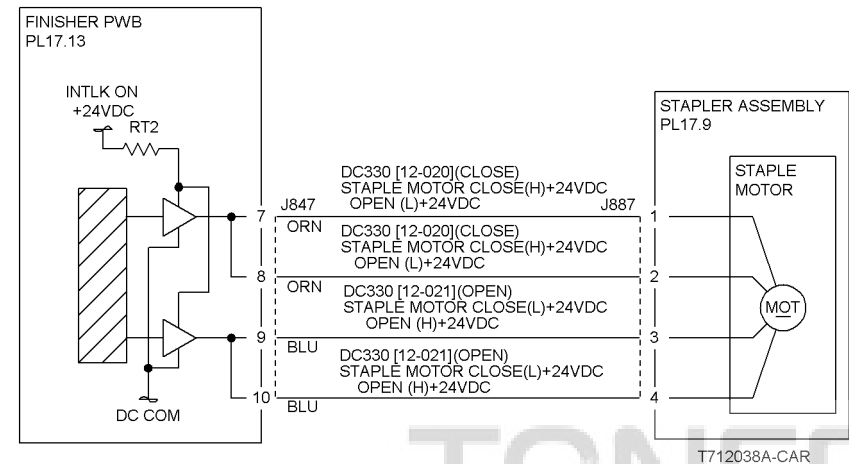 FINISHER PWB
PL17.13
INTLK ON
+24VDC
RT2
DC COM
J847
J887
7
ORN
DC330 [12-020](CLOSE)
STAPLE MOTOR CLOSE(H)+24VDC
OPEN (L)+24VDC
1
8
ORN
DC330 [12-020](CLOSE)
STAPLE MOTOR CLOSE(H)+24VDC
OPEN (L)+24VDC
2
9
BLU
DC330 [12-021](OPEN)
STAPLE MOTOR CLOSE(L)+24VDC
OPEN (H)+24VDC
3
10
BLU
DC330 [12-021](OPEN)
STAPLE MOTOR CLOSE(L)+24VDC
OPEN (H)+24VDC
4
STAPLER ASSEMBLY
PL17.9
STAPLE
MOTOR
MOT
T712038A-CAR